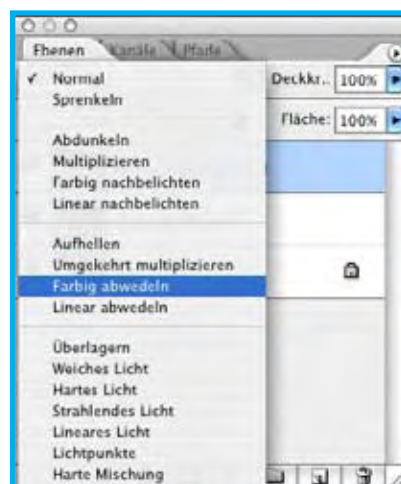 Ebenen Kanäle Pfade
✓ Normal Deckkr.. 100%
Sprenkeln
Fläche: 100%
Abdunkeln
Multiplizieren
Farbig nachbelichten
Linear nachbelichten
Aufhellen
Umgekehrt multiplizieren
Farbig abwedeln
Linear abwedeln
Überlagern
Weiches Licht
Hartes Licht
Strahlendes Licht
Lineares Licht
Lichtpunkte
Harte Mischung